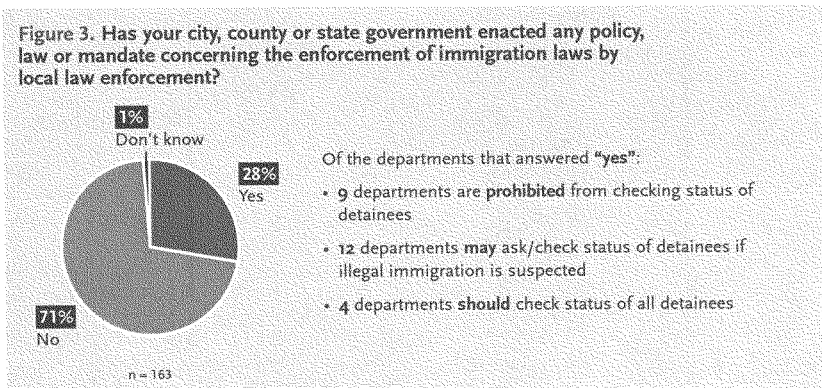 Figure 3. Has your city, county or state government enacted any policy,
law or mandate concerning the enforcement of immigration laws by
local law enforcement?
1%
Don't know
28%
Yes
71%
No
n = 163
Of the departments that answered "yes":
• 9 departments are prohibited from checking status of
detainees
• 12 departments may ask/check status of detainees if
illegal immigration is suspected
• 4 departments should check status of all detainees